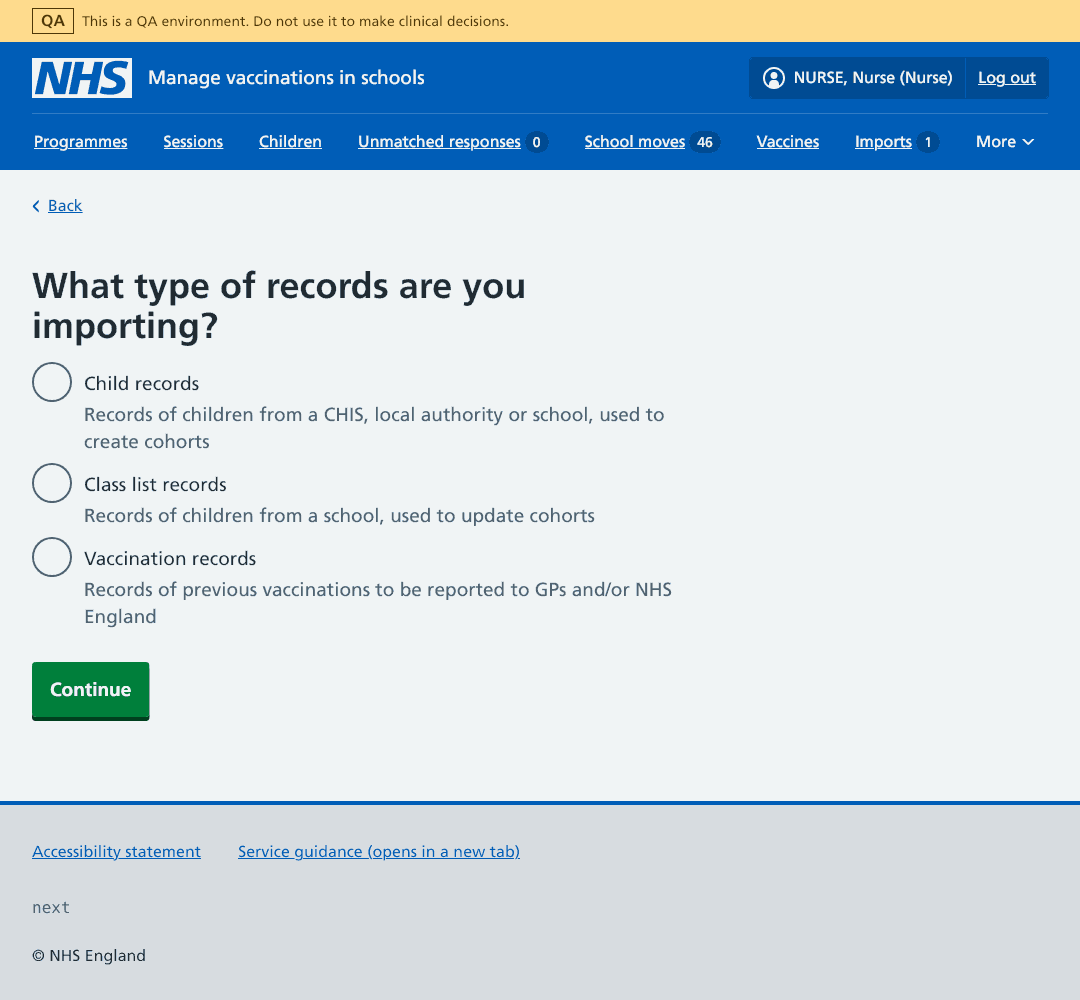 QA This is a QA environment. Do not use it to make clinical decisions.
NHS Manage vaccinations in schools NURSE, Nurse (Nurse) Log out
Programmes Sessions Children Unmatched responses 0 School moves 46 Vaccines Imports 1 More
Back
What type of records are you
importing?
Child records
Records of children from a CHIS, local authority or school, used to
create cohorts
Class list records
Records of children from a school, used to update cohorts
Vaccination records
Records of previous vaccinations to be reported to GPs and/or NHS
England
Continue
Accessibility statement Service guidance (opens in a new tab)
next
© NHS England